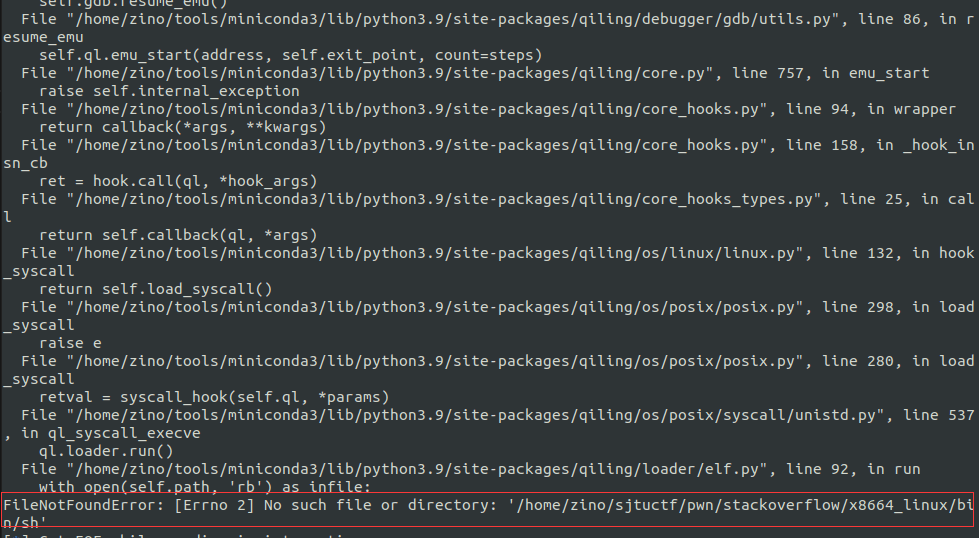 self.gdb.resume_emu()
File "/home/zino/tools/miniconda3/lib/python3.9/site-packages/qiling/debugger/gdb/utils.py", line 86, in r
esume_emu
self.ql.emu_start(address, self.exit_point, count=steps)
File "/home/zino/tools/miniconda3/lib/python3.9/site-packages/qiling/core.py", line 757, in emu_start
raise self.internal_exception
File "/home/zino/tools/miniconda3/lib/python3.9/site-packages/qiling/core_hooks.py", line 94, in wrapper
return callback(*args, **kwargs)
File "/home/zino/tools/miniconda3/lib/python3.9/site-packages/qiling/core_hooks.py", line 158, in _hook_in
sn_cb
ret = hook.call(ql, *hook_args)
File "/home/zino/tools/miniconda3/lib/python3.9/site-packages/qiling/core_hooks_types.py", line 25, in cal
l
return self.callback(ql, *args)
File "/home/zino/tools/miniconda3/lib/python3.9/site-packages/qiling/os/linux/linux.py", line 132, in hook
_syscall
return self.load_syscall()
File "/home/zino/tools/miniconda3/lib/python3.9/site-packages/qiling/os/posix/posix.py", line 298, in load
_syscall
raise e
File "/home/zino/tools/miniconda3/lib/python3.9/site-packages/qiling/os/posix/posix.py", line 280, in load
_syscall
retval = syscall_hook(self.ql, *params)
File "/home/zino/tools/miniconda3/lib/python3.9/site-packages/qiling/os/posix/syscall/unistd.py", line 537
, in ql_syscall_execve
ql.loader.run()
File "/home/zino/tools/miniconda3/lib/python3.9/site-packages/qiling/loader/elf.py", line 92, in run
with open(self.path, 'rb') as infile:
FileNotFoundError: [Errno 2] No such file or directory: '/home/zino/sjtuctf/pwn/stackoverflow/x8664_linux/bi
n/sh'